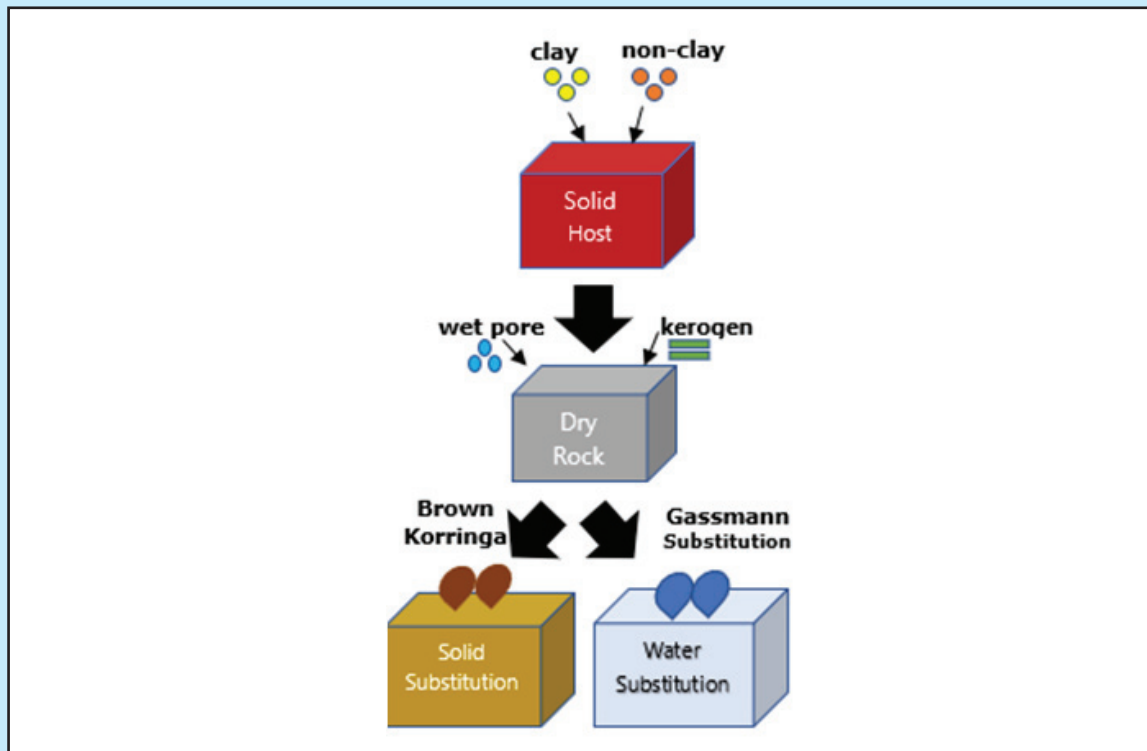 clay
non-clay
Solid
Host
wet pore
kerogen
Dry
Rock
Brown
Korringa
Gassmann
Substitution
Solid
Substitution
Water
Substitution